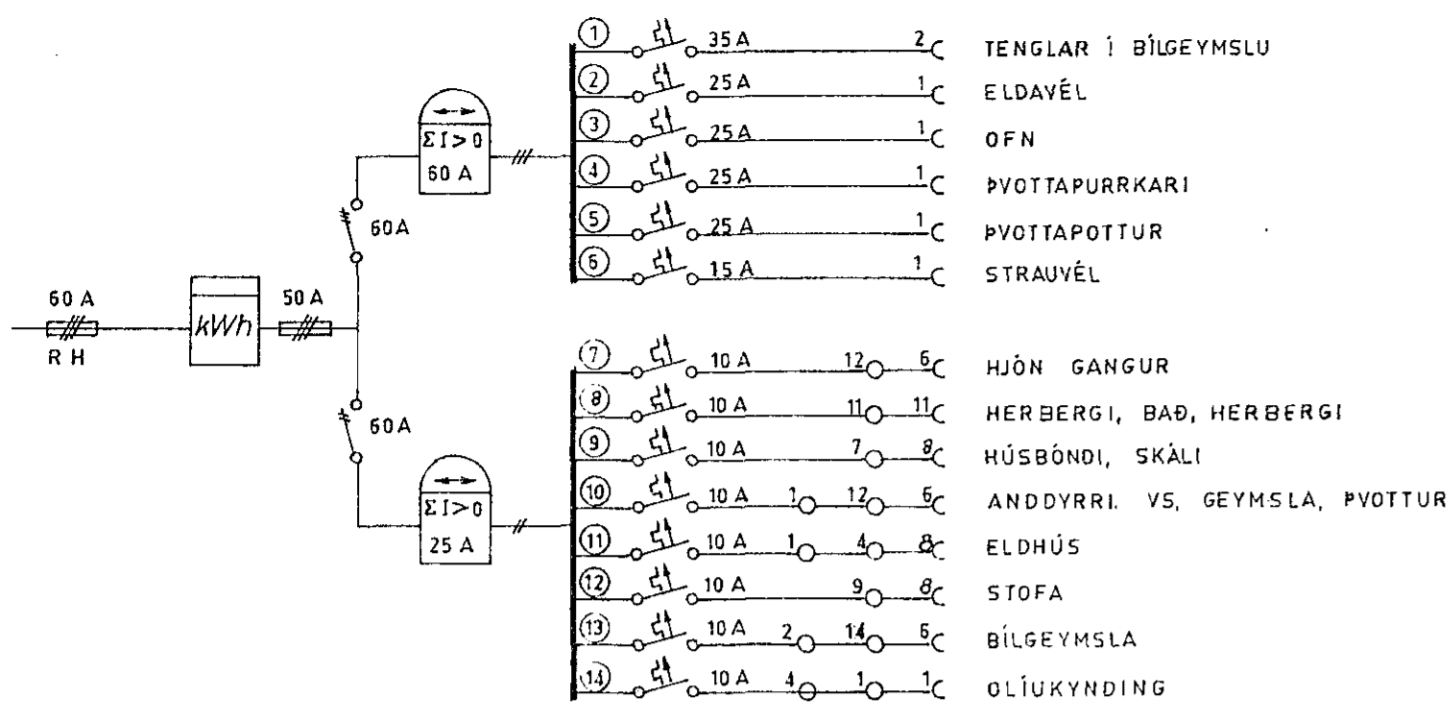 60 A
R H
kWh
50 A
60 A
ΣI>0
60 A
60 A
ΣI>0
25 A
1 35 A 2 TENGLAR Í BÍLGEYMSLU
2 25 A 1 ELDAVÉL
3 25 A 1 OFN
4 25 A 1 ÞVOTTAPURRKARI
5 25 A 1 ÞVOTTAPOTTUR
6 15 A 1 STRAUVÉL
7 10 A 12 6 HJÓN GANGUR
8 10 A 11 11 HERBERGI, BAÐ, HERBERGI
9 10 A 7 8 HÚSBÓNDI, SKÁLI
10 10 A 1 12 6 ANDDYRRI. VS, GEYMSLA, ÞVOTTUR
11 10 A 1 4 8 ELDHÚS
12 10 A 9 8 STOFA
13 10 A 2 14 6 BÍLGEYMSLA
14 10 A 4 1 1 OLÍUKYNDING